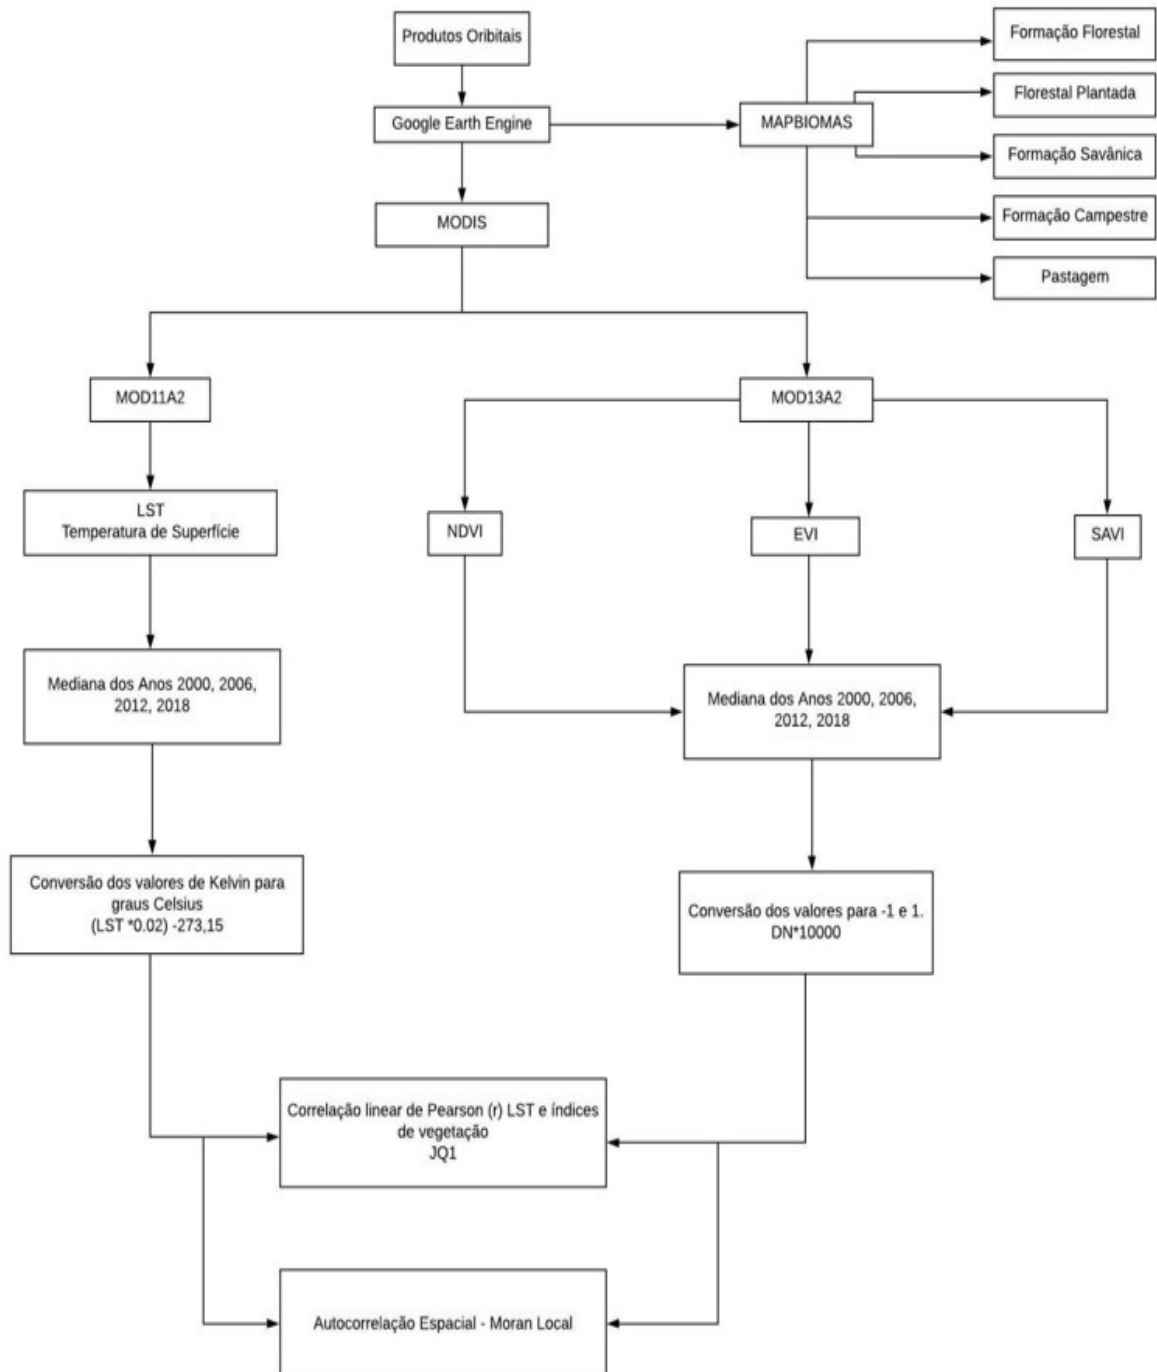 Produtos Oribitais
Google Earth Engine
MAPBIOMAS
Formação Florestal
Florestal Plantada
Formação Savânica
Formação Campestre
Pastagem
MODIS
MOD11A2
MOD13A2
LST
Temperatura de Superfície
NDVI
EVI
SAVI
Mediana dos Anos 2000, 2006,
2012, 2018
Mediana dos Anos 2000, 2006,
2012, 2018
Conversão dos valores de Kelvin para
graus Celsius
(LST *0.02) -273,15
Conversão dos valores para -1 e 1.
DN*10000
Correlação linear de Pearson (r) LST e índices
de vegetação
JQ1
Autocorrelação Espacial - Moran Local